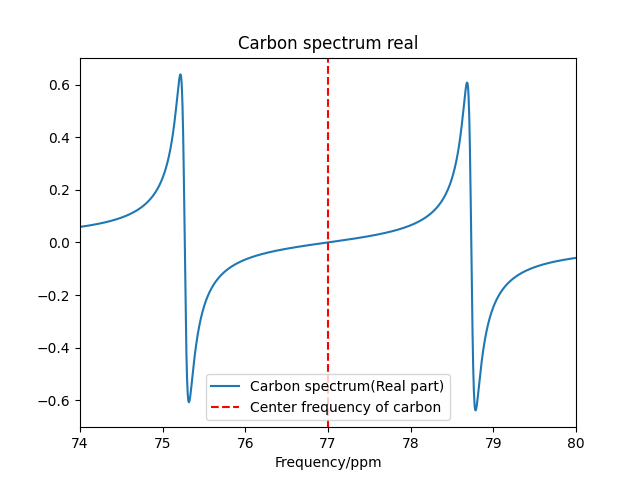 Carbon spectrum real
0.6
0.4
0.2
0.0
−0.2
−0.4
−0.6
Carbon spectrum(Real part)
Center frequency of carbon
74 75 76 77 78 79 80
Frequency/ppm